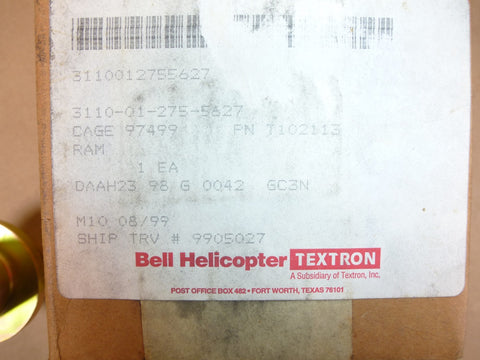 3110012755627
3110-01-275-5627
CAGE 97499 PN T102113
RAM
1 EA
DAAH23 98 G 0042 GC3N
M10 08/99
SHIP TRV # 9905027
Bell Helicopter TEXTRON
A Subsidiary of Textron, Inc.
POST OFFICE BOX 482 • FORT WORTH, TEXAS 76101